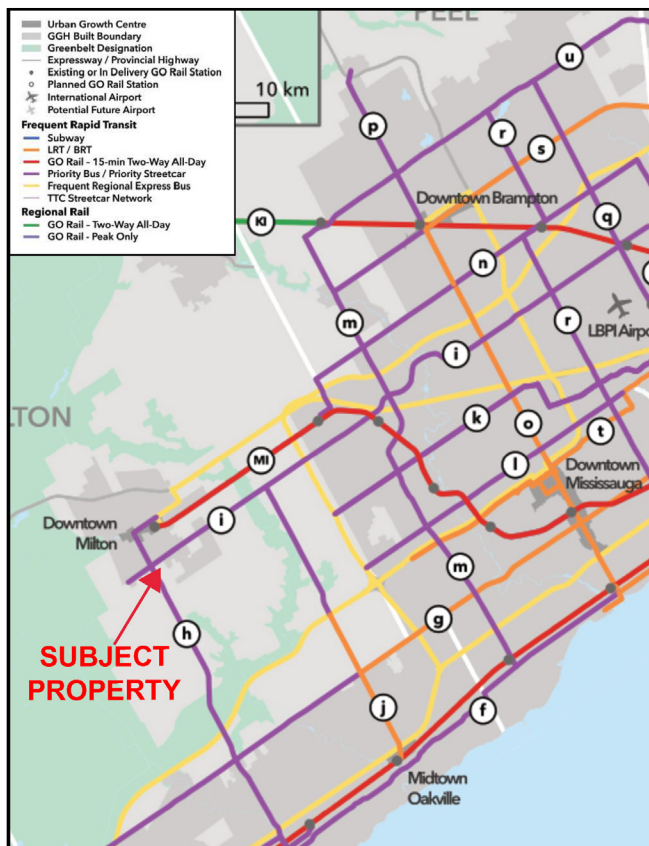 PEEL
Urban Growth Centre
GGH Built Boundary
Greenbelt Designation
Expressway / Provincial Highway
Existing or In Delivery GO Rail Station
Planned GO Rail Station
International Airport
Potential Future Airport
Frequent Rapid Transit
Subway
LRT / BRT
GO Rail – 15-min Two-Way All-Day
Priority Bus / Priority Streetcar
Frequent Regional Express Bus
TTC Streetcar Network
Regional Rail
GO Rail – Two-Way All-Day
GO Rail - Peak Only
10 km
u
p
r
s
Downtown Brampton
KI
q
n
m
r
LBPI Airpo
i
LTON
k
o
t
l
MI
Downtown
Mississauga
i
Downtown
Milton
m
g
h
SUBJECT
PROPERTY
j
f
Midtown
Oakville